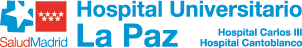 Hospital Universitario
La Paz
Hospital Carlos III
Hospital Cantoblanco
SaludMadrid